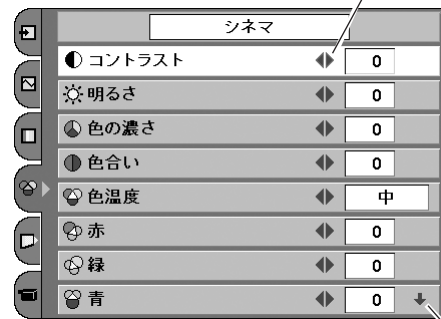 シネマ
コントラスト 0
明るさ 0
色の濃さ 0
色合い 0
色温度 中
赤 0
緑 0
青 0